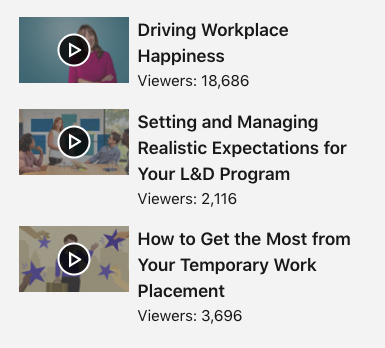 Driving Workplace
Happiness
Viewers: 18,686
Setting and Managing
Realistic Expectations for
Your L&D Program
Viewers: 2,116
How to Get the Most from
Your Temporary Work
Placement
Viewers: 3,696